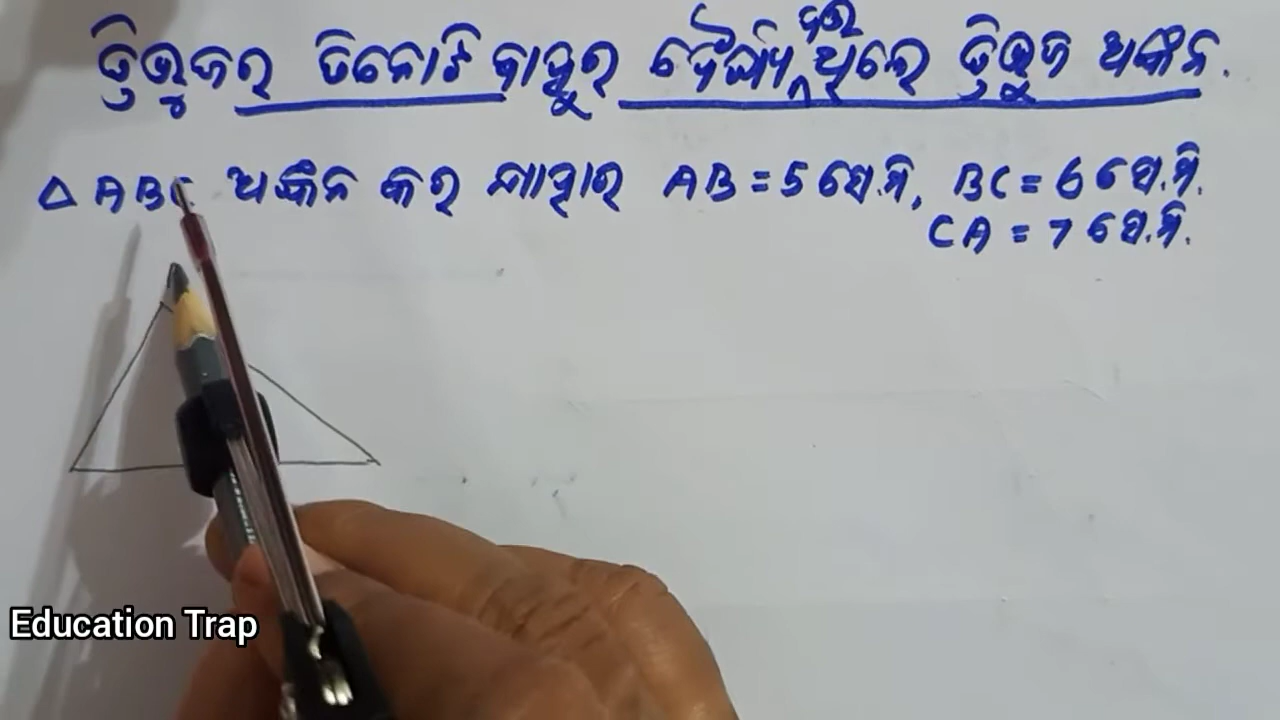 ତ୍ରିଭୁଜର ତିନୋଟି ବାହୁର ଦୈର୍ଘ୍ୟ ଦତ୍ତ ଥିଲେ ତ୍ରିଭୁଜ ଅଙ୍କନ.
Δ ABC ଅଙ୍କନ କର ଯାହାର AB = 5 ସେ.ମି, BC = 6 ସେ.ମି.
CA = 7 ସେ.ମି.
Education Trap